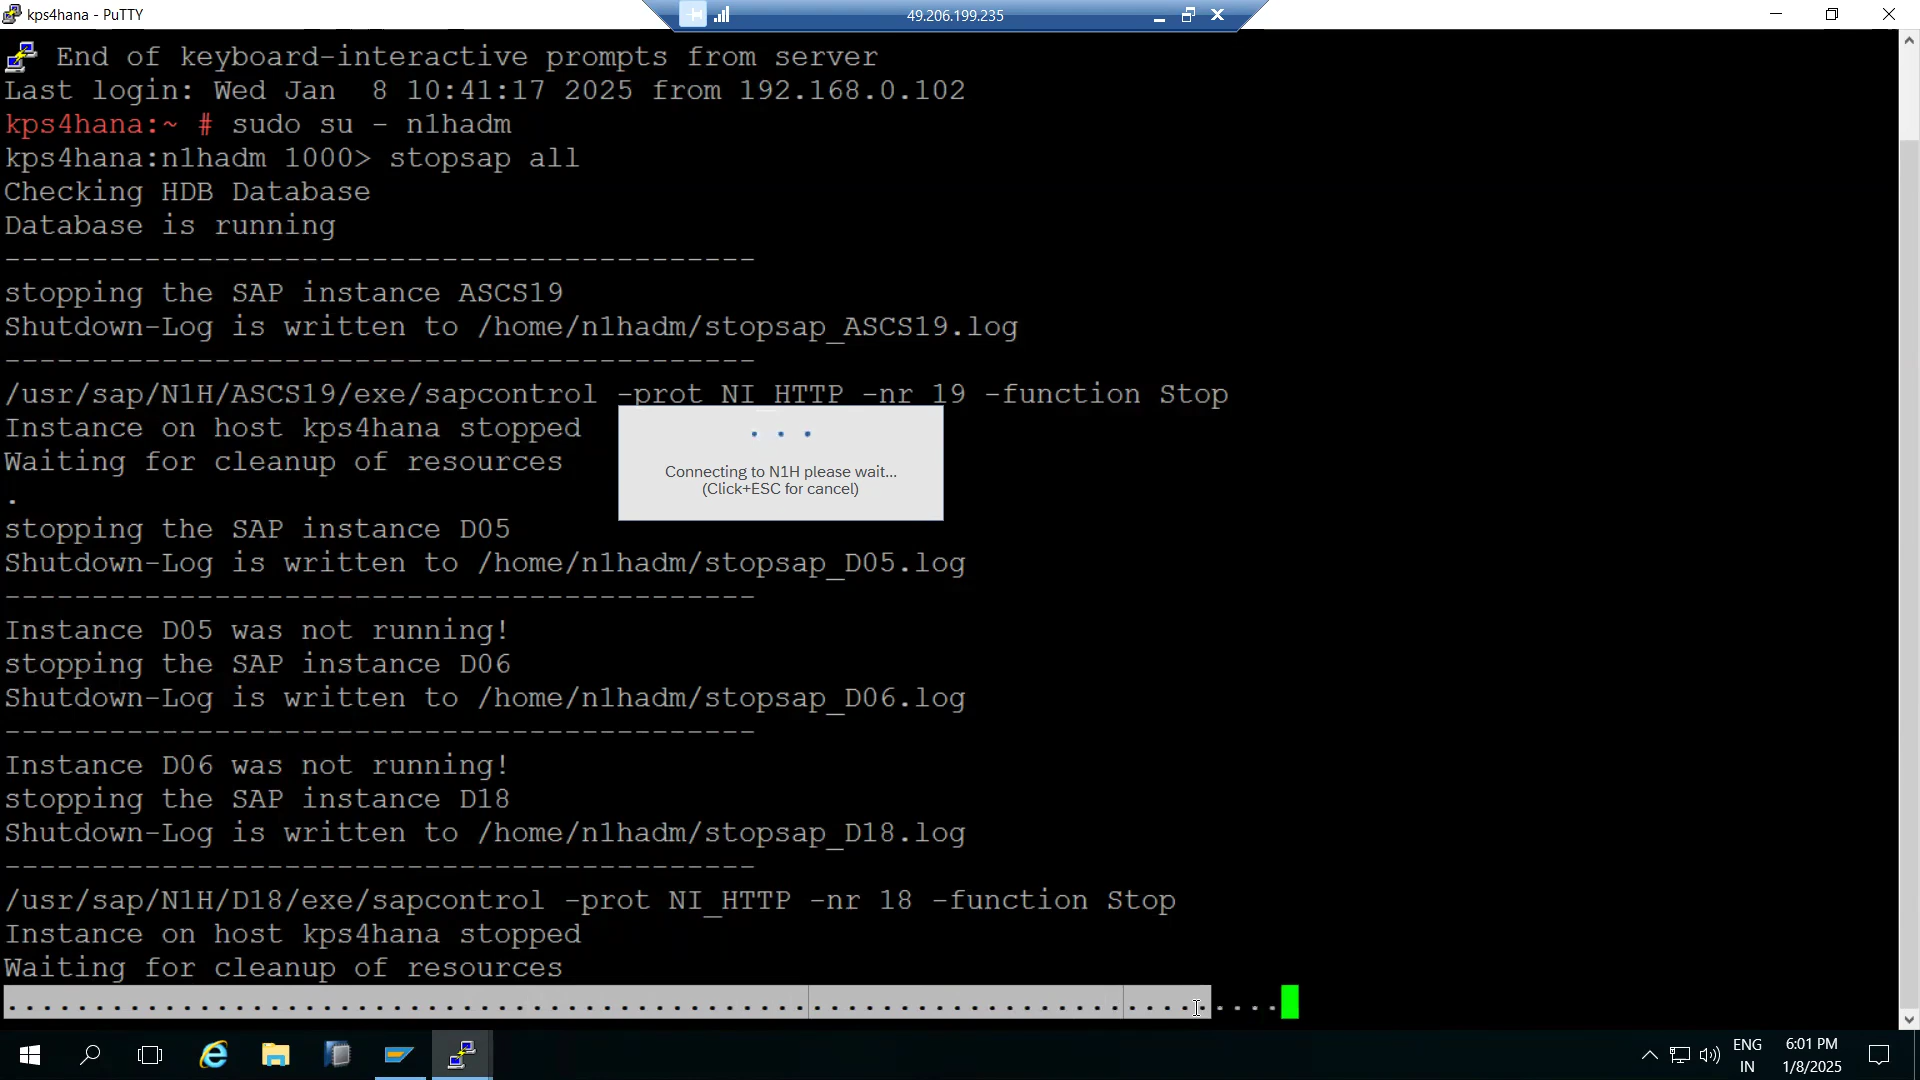 kps4hana - PuTTY
49.206.199.235
End of keyboard-interactive prompts from server
Last login: Wed Jan  8 10:41:17 2025 from 192.168.0.102
kps4hana:~ # sudo su - n1hadm
kps4hana:n1hadm 1000> stopsap all
Checking HDB Database
Database is running
-------------------------------------------
stopping the SAP instance ASCS19
Shutdown-Log is written to /home/n1hadm/stopsap_ASCS19.log
-------------------------------------------
/usr/sap/N1H/ASCS19/exe/sapcontrol -prot NI_HTTP -nr 19 -function Stop
Instance on host kps4hana stopped
Waiting for cleanup of resources
.
stopping the SAP instance D05
Shutdown-Log is written to /home/n1hadm/stopsap_D05.log
-------------------------------------------
Instance D05 was not running!
stopping the SAP instance D06
Shutdown-Log is written to /home/n1hadm/stopsap_D06.log
-------------------------------------------
Instance D06 was not running!
stopping the SAP instance D18
Shutdown-Log is written to /home/n1hadm/stopsap_D18.log
-------------------------------------------
/usr/sap/N1H/D18/exe/sapcontrol -prot NI_HTTP -nr 18 -function Stop
Instance on host kps4hana stopped
Waiting for cleanup of resources
.........................................................................
Connecting to N1H please wait...
(Click+ESC for cancel)
ENG
IN
6:01 PM
1/8/2025